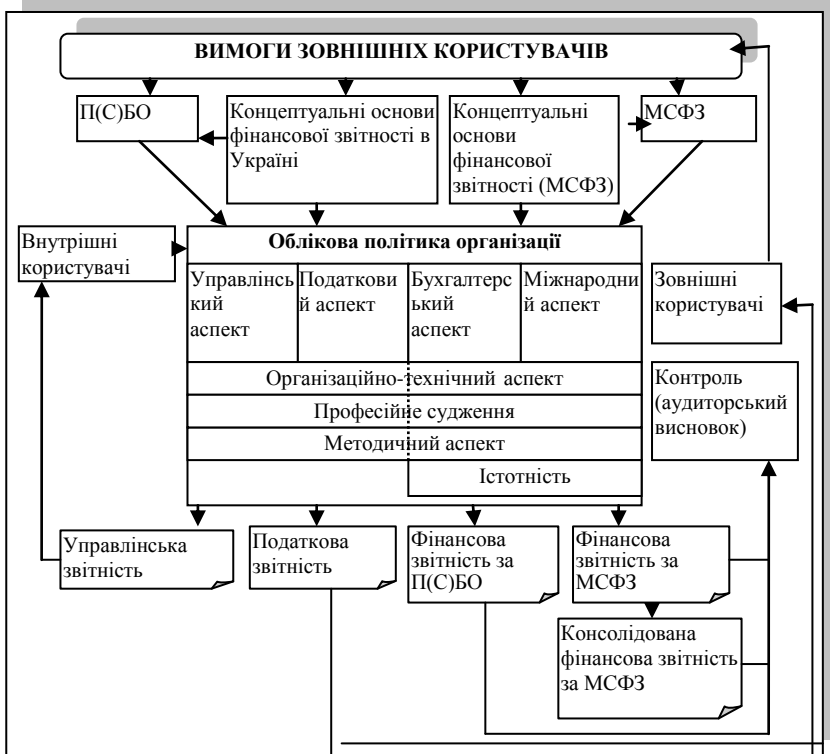 ВИМОГИ ЗОВНІШНІХ КОРИСТУВАЧІВ
П(С)БО
Концептуальні основи
фінансової звітності в
Україні
Концептуальні
основи
фінансової
звітності (МСФЗ)
МСФЗ
Внутрішні
користувачі
Облікова політика організації
Управлінсь
кий
аспект
Податкови
й аспект
Бухгалтерс
ький
аспект
Міжнародни
й аспект
Зовнішні
користувачі
Організаційно-технічний аспект
Професійне судження
Методичний аспект
Істотність
Контроль
(аудиторський
висновок)
Управлінська
звітність
Податкова
звітність
Фінансова
звітність за
П(С)БО
Фінансова
звітність за
МСФЗ
Консолідована
фінансова звітність
за МСФЗ